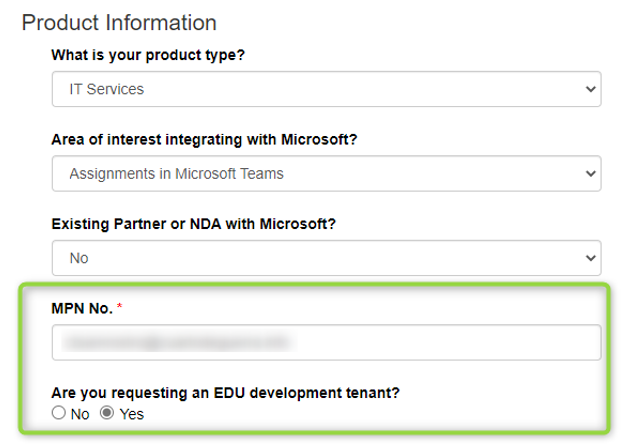 Product Information
What is your product type?
IT Services
Area of interest integrating with Microsoft?
Assignments in Microsoft Teams
Existing Partner or NDA with Microsoft?
No
MPN No. *
Are you requesting an EDU development tenant?
No Yes